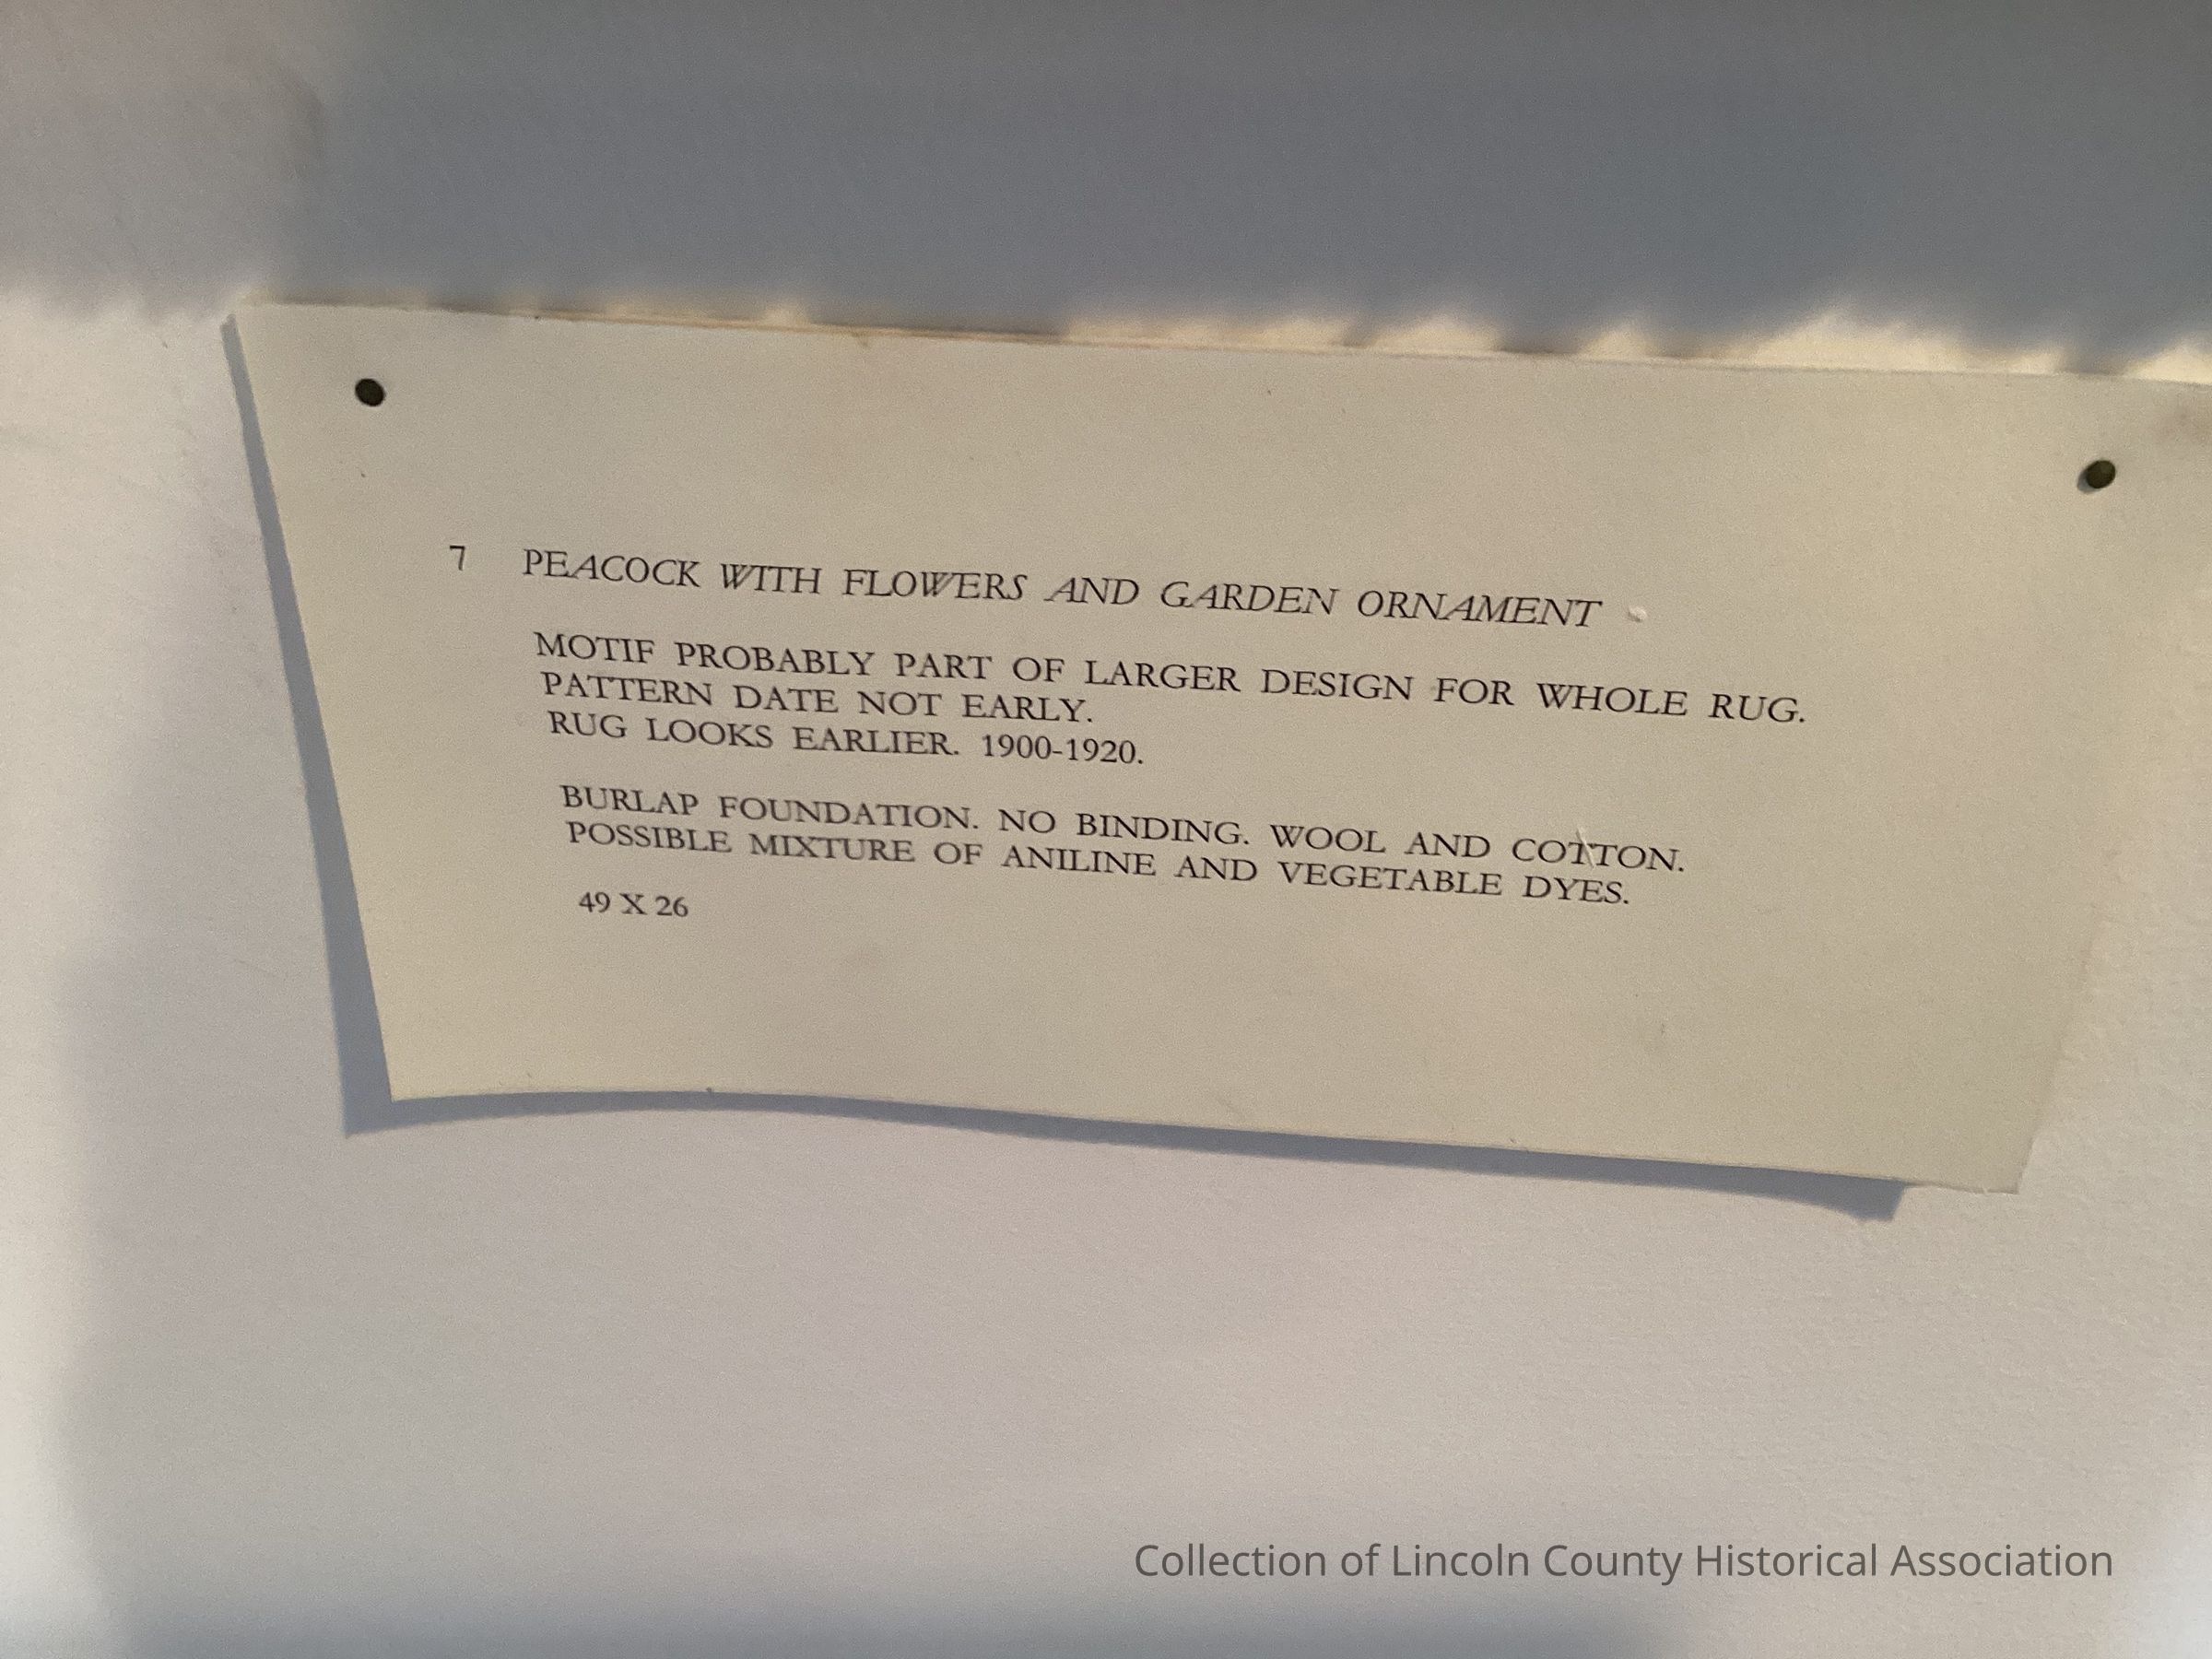 7 PEACOCK WITH FLOWERS AND GARDEN ORNAMENT
MOTIF PROBABLY PART OF LARGER DESIGN FOR WHOLE RUG.
PATTERN DATE NOT EARLY.
RUG LOOKS EARLIER. 1900-1920.
BURLAP FOUNDATION. NO BINDING. WOOL AND COTTON.
POSSIBLE MIXTURE OF ANILINE AND VEGETABLE DYES.
49 X 26
Collection of Lincoln County Historical Association